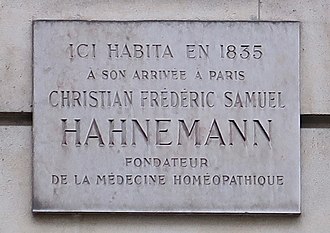 ICI HABITA EN 1835
A SON ARRIVÉE À PARIS
CHRISTIAN FRÉDÉRIC SAMUEL
HAHNEMANN
FONDATEUR
DE LA MÉDECINE HOMÉOPATHIQUE